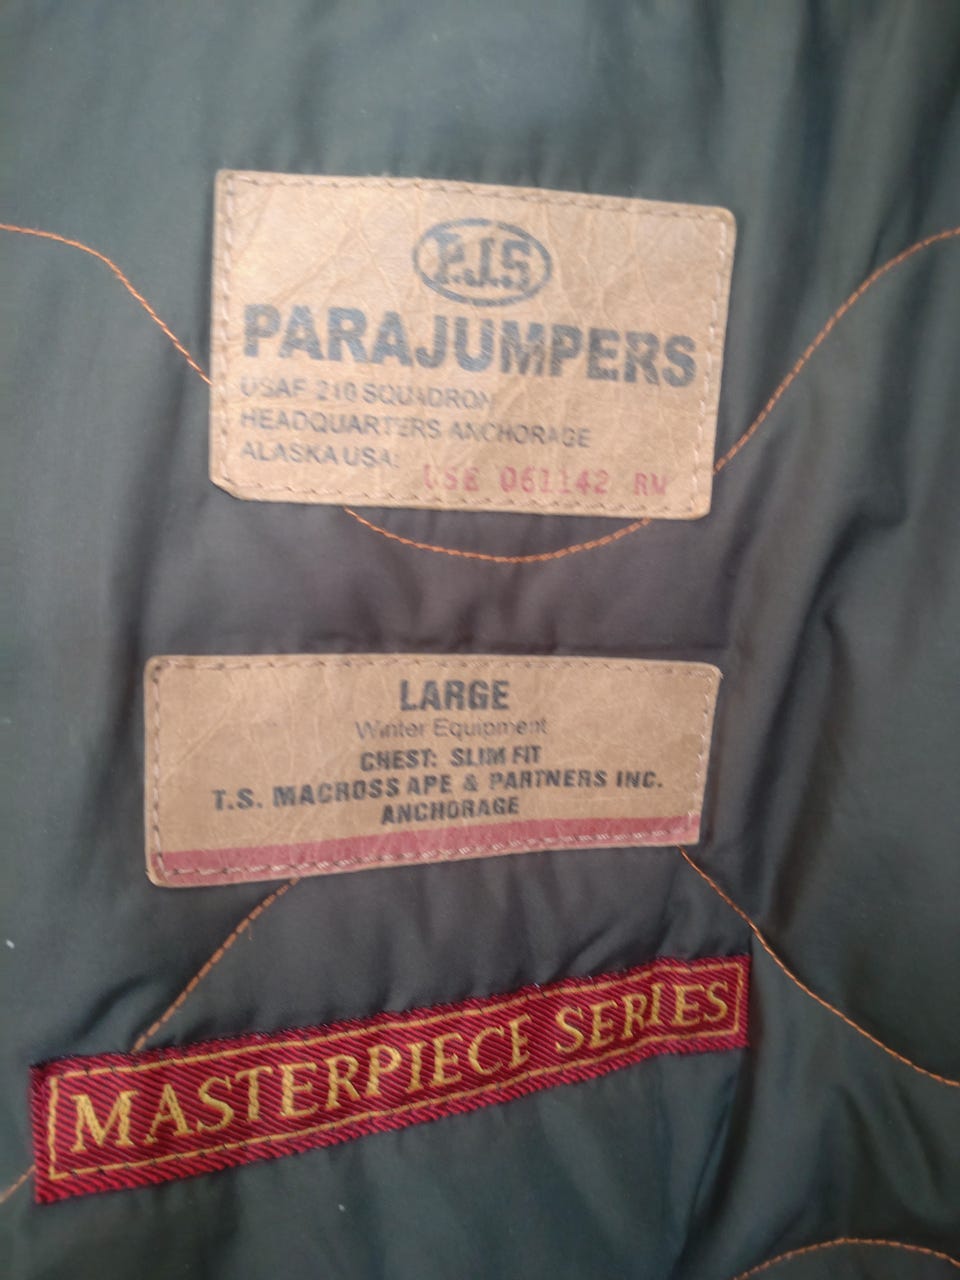 P.J.S
PARAJUMPERS
USAF 210 SQUADRON
HEADQUARTERS ANCHORAGE
ALASKA USA.
USE 061142 RW
LARGE
Winter Equipment
CHEST: SLIM FIT
T.S. MACROSS APE & PARTNERS INC.
ANCHORAGE
MASTERPIECE SERIES